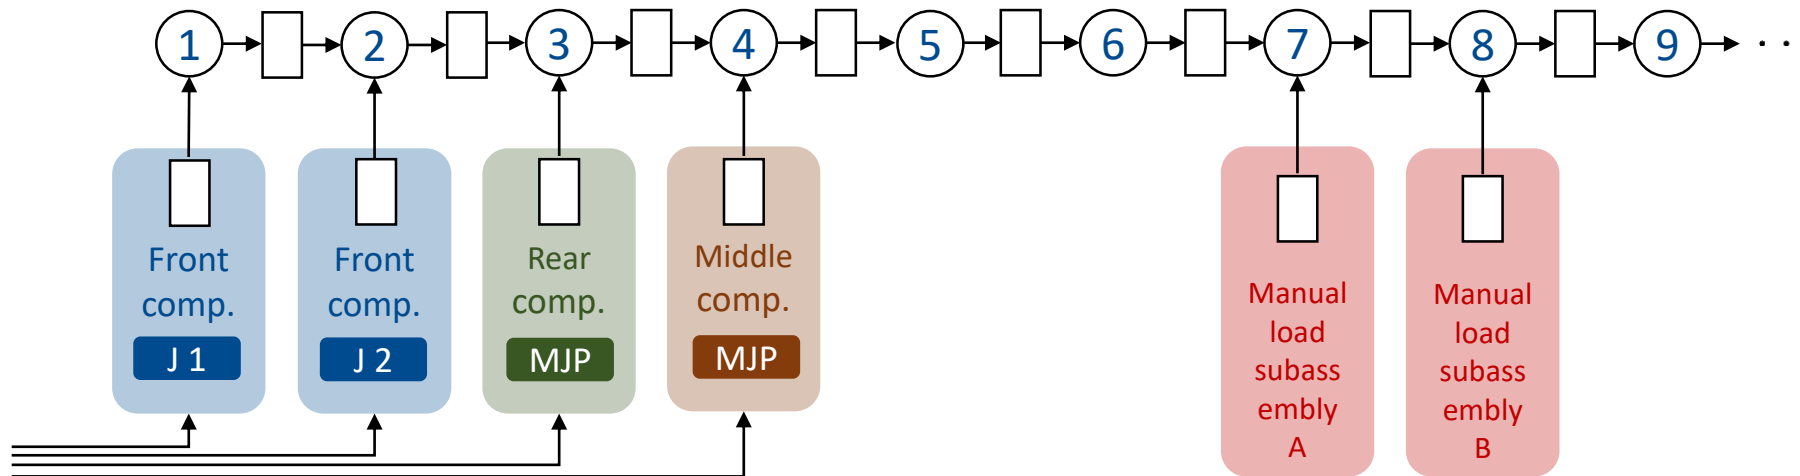 1 2 3 4 5 6 7 8 9 . .
Front
comp.
J 1
Front
comp.
J 2
Rear
comp.
MJP
Middle
comp.
MJP
Manual
load
subass
embly
A
Manual
load
subass
embly
B